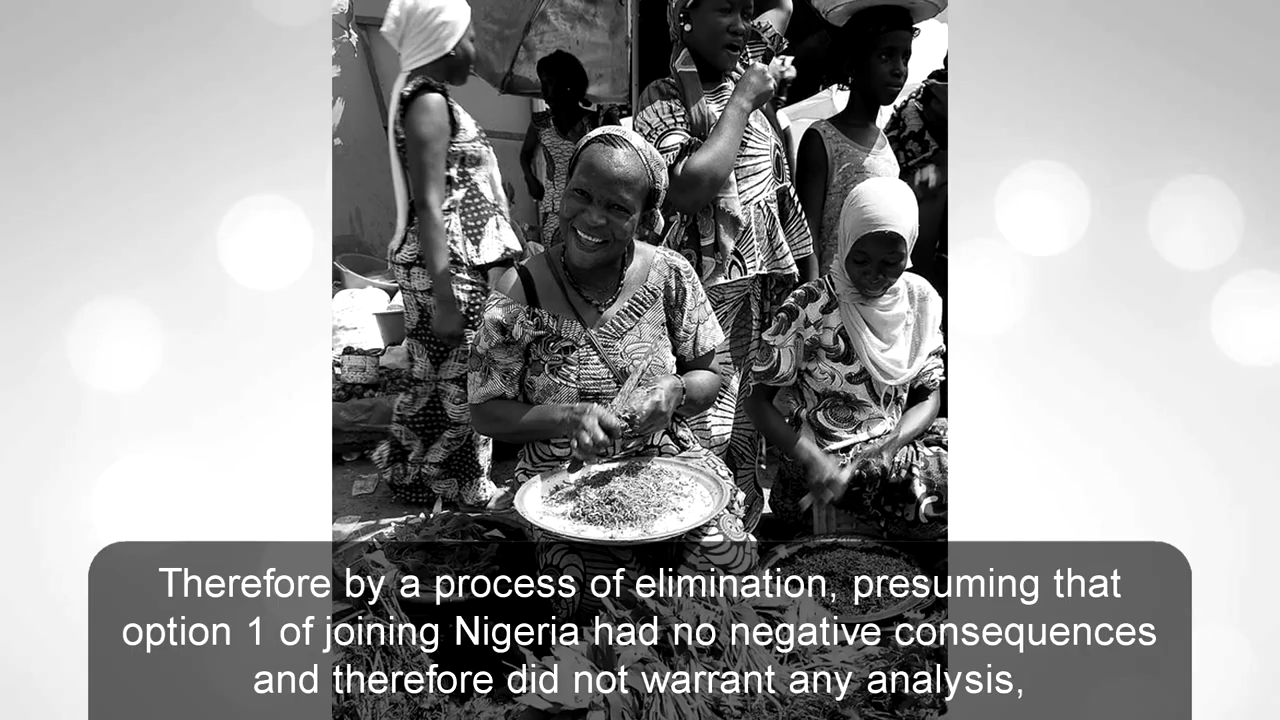 Therefore by a process of elimination, presuming that
option 1 of joining Nigeria had no negative consequences
and therefore did not warrant any analysis,